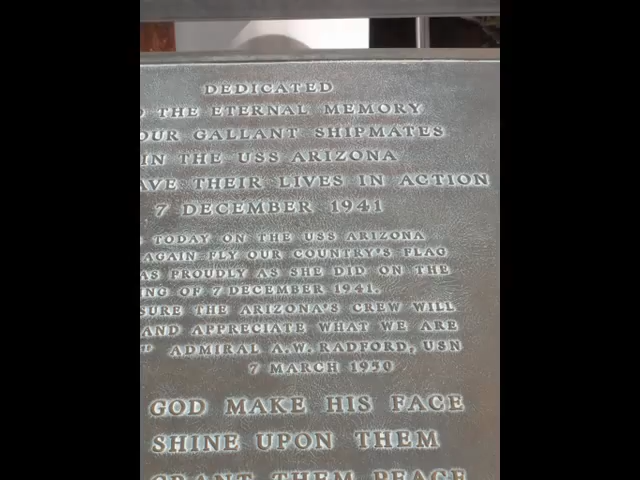 DEDICATED
THE ETERNAL MEMORY
OUR GALLANT SHIPMATES
IN THE USS ARIZONA
THEIR LIVES IN ACTION
7 DECEMBER 1941
TODAY ON THE USS ARIZONA
AGAIN FLY OUR COUNTRY'S FLAG
AS PROUDLY AS SHE DID ON THE
OF 7 DECEMBER 1941.
THE ARIZONA'S CREW WILL
AND APPRECIATE WHAT WE ARE
" ADMIRAL A.W. RADFORD, USN
7 MARCH 1950
GOD MAKE HIS FACE
SHINE UPON THEM
GRANT THEM PEACE